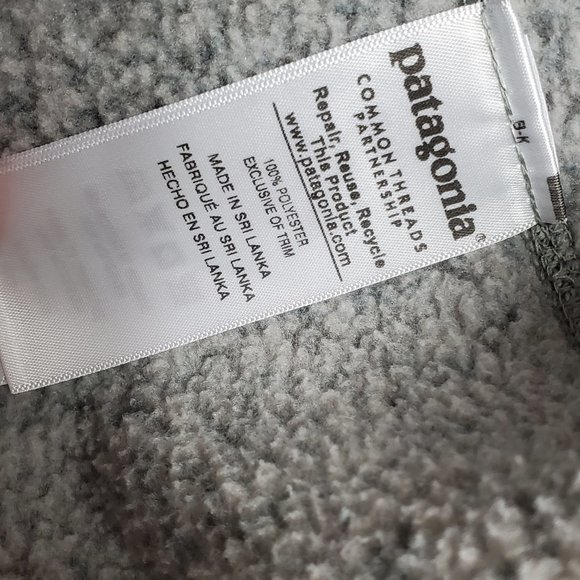 patagonia®
COMMON THREADS
PARTNERSHIP
Repair, Reuse, Recycle
This Product
www.patagonia.com
100% POLYESTER
EXCLUSIVE OF TRIM
MADE IN SRI LANKA
FABRIQUÉ AU SRI LANKA
HECHO EN SRI LANKA